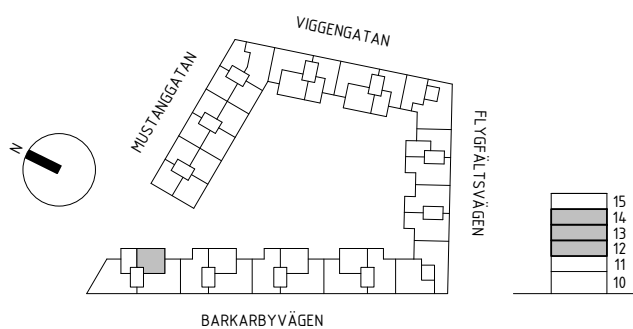 VIGGENGATAN
MUSTANGGATAN
FLYGFÄLTSVÄGEN
N
15
14
13
12
11
10
BARKARBYVÄGEN